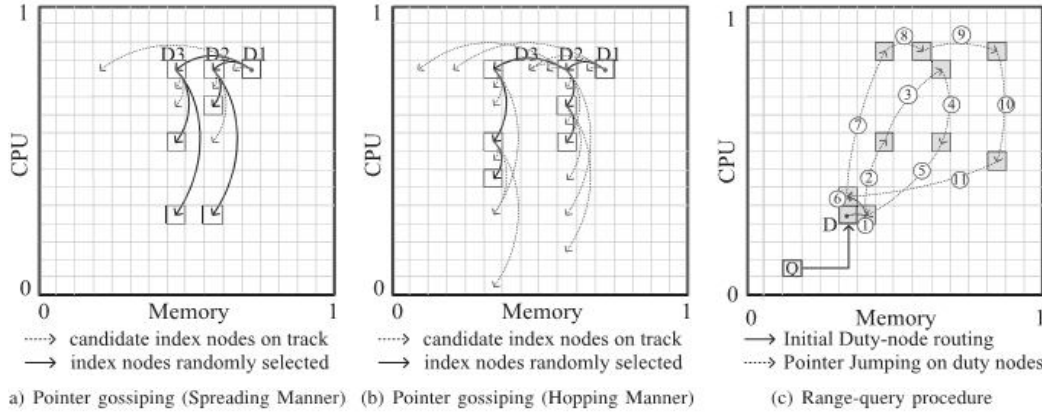 1
D3 D2 D1
CPU
0
0 1
Memory
candidate index nodes on track
index nodes randomly selected
a) Pointer gossiping (Spreading Manner)
1
D3 D2 D1
CPU
0
0 1
Memory
candidate index nodes on track
index nodes randomly selected
(b) Pointer gossiping (Hopping Manner)
1
8 9
3
7 4 10
2 5 11
6
D 1
Q
CPU
0
0 1
Memory
Initial Duty-node routing
Pointer Jumping on duty nodes
(c) Range-query procedure